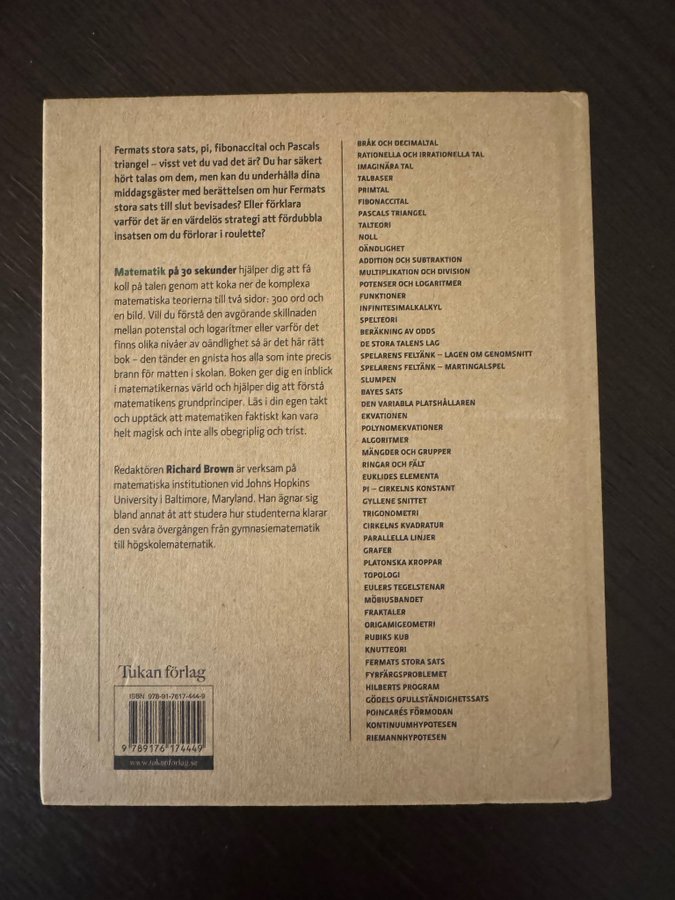 Fermats stora sats, pi, fibonaccital och Pascals
triangel – visst vet du vad det är? Du har säkert
hört talas om dem, men kan du underhålla dina
middagsgäster med berättelsen om hur Fermats
stora sats till slut bevisades? Eller förklara
varför det är en värdelös strategi att fördubbla
insatsen om du förlorar i roulette?
Matematik på 30 sekunder hjälper dig att få
koll på talen genom att koka ner de komplexa
matematiska teorierna till två sidor: 300 ord och
en bild. Vill du förstå den avgörande skillnaden
mellan potenstal och logaritmer eller varför det
finns olika nivåer av oändlighet så är det här rätt
bok – den tänder en gnista hos alla som inte precis
brann för matten i skolan. Boken ger dig en inblick
i matematikernas värld och hjälper dig att förstå
matematikens grundprinciper. Läs i din egen takt
och upptäck att matematiken faktiskt kan vara
helt magisk och inte alls obegriplig och trist.
Redaktören Richard Brown är verksam på
matematiska institutionen vid Johns Hopkins
University i Baltimore, Maryland. Han ägnar sig
bland annat åt att studera hur studenterna klarar
den svåra övergången från gymnasiematematik
till högskolematematik.
Tukan förlag
ISBN 978-91-7617-444-9
9 789176 174449
www.tukanforlag.se
BRÅK OCH DECIMALTAL
RATIONELLA OCH IRRATIONELLA TAL
IMAGINÄRA TAL
TALBASER
PRIMTAL
FIBONACCITAL
PASCALS TRIANGEL
TALTEORI
NOLL
OÄNDLIGHET
ADDITION OCH SUBTRAKTION
MULTIPLIKATION OCH DIVISION
POTENSER OCH LOGARITMER
FUNKTIONER
INFINITESIMALKALKYL
SPELTEORI
BERÄKNING AV ODDS
DE STORA TALENS LAG
SPELARENS FELTÄNK – LAGEN OM GENOMSNITT
SPELARENS FELTÄNK – MARTINGALSPEL
SLUMPEN
BAYES SATS
DEN VARIABLA PLATSHÅLLAREN
EKVATIONEN
POLYNOMEKVATIONER
ALGORITMER
MÄNGDER OCH GRUPPER
RINGAR OCH FÄLT
EUKLIDES ELEMENTA
PI – CIRKELNS KONSTANT
GYLLENE SNITTET
TRIGONOMETRI
CIRKELNS KVADRATUR
PARALLELLA LINJER
GRAFER
PLATONSKA KROPPAR
TOPOLOGI
EULERS TEGELSTENAR
MÖBIUSBANDET
FRAKTALER
ORIGAMIGEOMETRI
RUBIKS KUB
KNUTTEORI
FERMATS STORA SATS
FYRFÄRGSPROBLEMET
HILBERTS PROGRAM
GÖDELS OFULLSTÄNDIGHETSSATS
POINCARÉS FÖRMODAN
KONTINUUMHYPOTESEN
RIEMANNHYPOTESEN